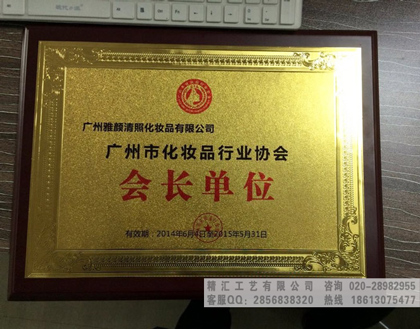 广州雅颜清照化妆品有限公司
广州市化妆品行业协会
会长单位
有效期：2014年6月1日至2015年5月31日
精汇工艺有限公司 咨询 020-28982955
客服QQ：2856838320 热线 18613075477